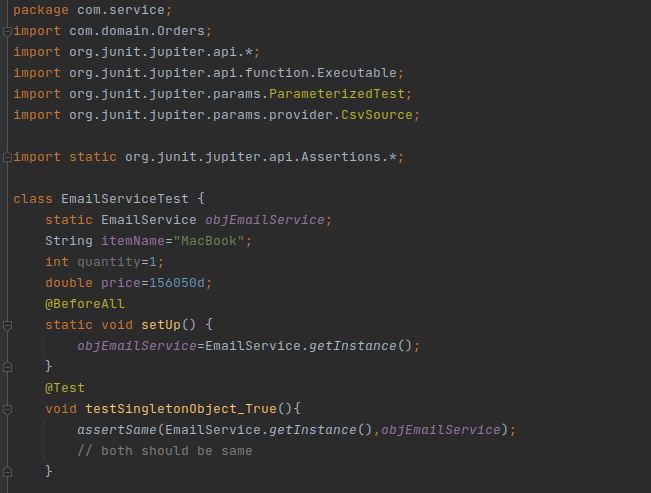 package com.service;
import com.domain.Orders;
import org.junit.jupiter.api.*;
import org.junit.jupiter.api.function.Executable;
import org.junit.jupiter.params.ParameterizedTest;
import org.junit.jupiter.params.provider.CsvSource;
import static org.junit.jupiter.api.Assertions.*;
class EmailServiceTest {
static EmailService objEmailService;
String itemName="MacBook";
int quantity=1;
double price=156050d;
@BeforeAll
static void setUp() {
objEmailService=EmailService.getInstance();
}
@Test
void testSingletonObject_True(){
assertSame(EmailService.getInstance(),objEmailService);
// both should be same
}